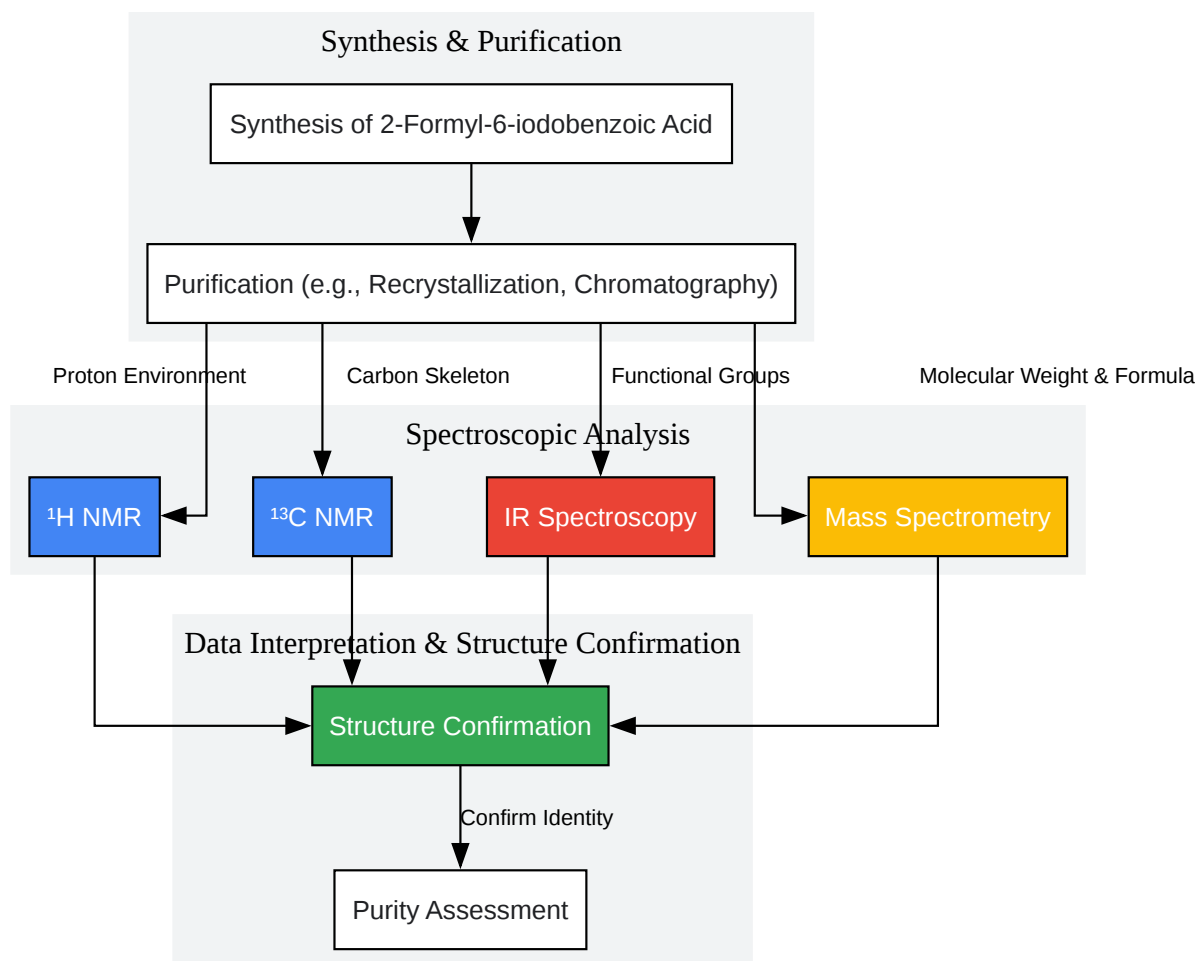 Synthesis & Purification
Synthesis of 2-Formyl-6-iodobenzoic Acid
Purification (e.g., Recrystallization, Chromatography)
Proton Environment
Carbon Skeleton
Functional Groups
Molecular Weight & Formula
Spectroscopic Analysis
¹H NMR
¹³C NMR
IR Spectroscopy
Mass Spectrometry
Data Interpretation & Structure Confirmation
Structure Confirmation
Confirm Identity
Purity Assessment